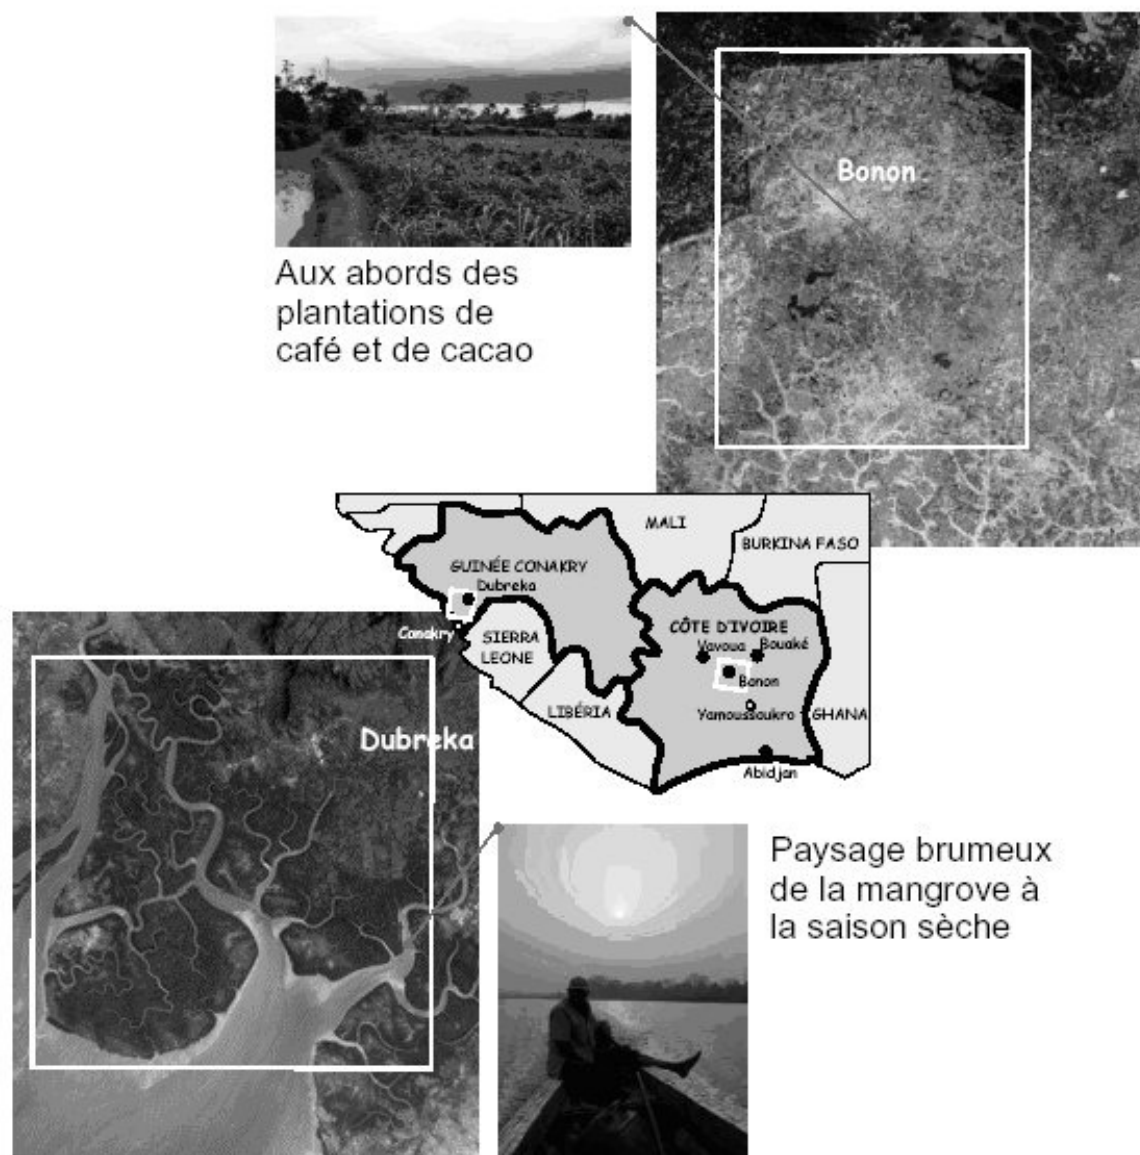 Bonon
Aux abords des
plantations de
café et de cacao
MALI
BURKINA FASO
GUINÉE CONAKRY
Dubreka
Conakry
SIERRA
LEONE
CÔTE D'IVOIRE
Vavoua
Bouaké
Bonon
LIBÉRIA
Yamoussoukro
GHANA
Abidjan
Dubreka
Paysage brumeux
de la mangrove à
la saison sèche